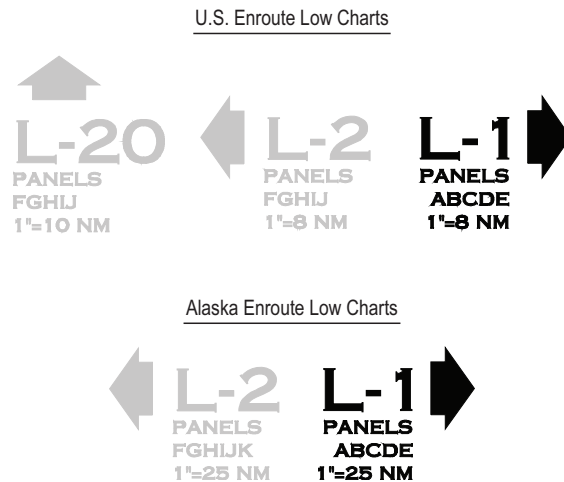 U.S. Enroute Low Charts
L-20
PANELS
FGHIJ
1"=10 NM
L-2
PANELS
FGHIJ
1"=8 NM
L-1
PANELS
ABCDE
1"=8 NM
Alaska Enroute Low Charts
L-2
PANELS
FGHIJK
1"=25 NM
L-1
PANELS
ABCDE
1"=25 NM